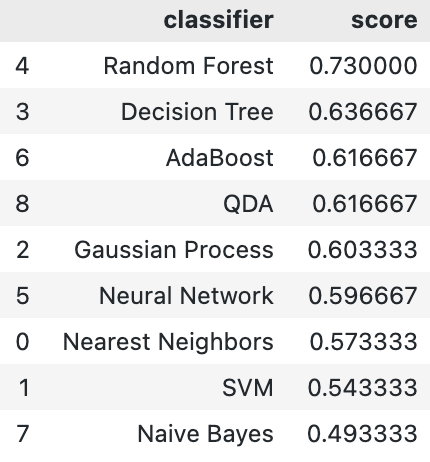 classifier score
4 Random Forest 0.730000
3 Decision Tree 0.636667
6 AdaBoost 0.616667
8 QDA 0.616667
2 Gaussian Process 0.603333
5 Neural Network 0.596667
0 Nearest Neighbors 0.573333
1 SVM 0.543333
7 Naive Bayes 0.493333